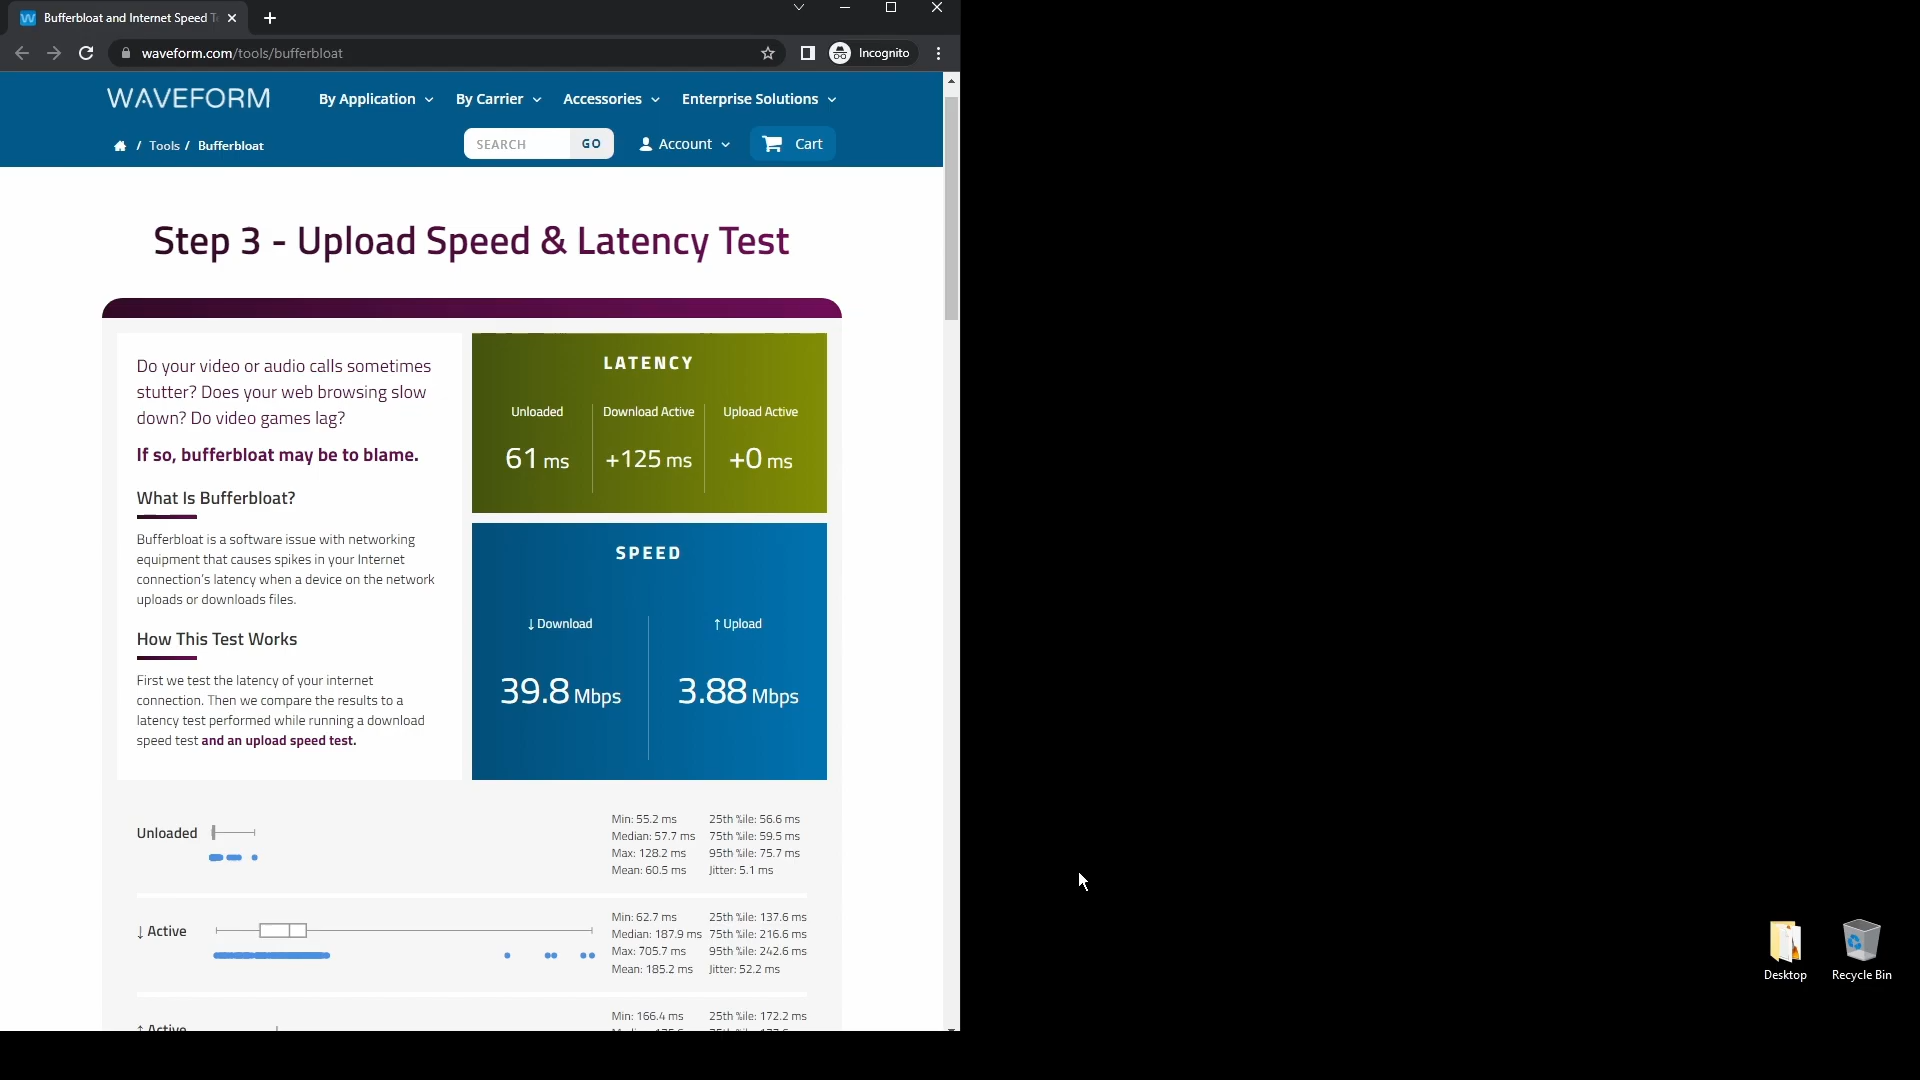 Bufferbloat and Internet Speed T
waveform.com/tools/bufferbloat
Incognito
WAVEFORM
By Application
By Carrier
Accessories
Enterprise Solutions
/ Tools / Bufferbloat
SEARCH
GO
Account
Cart
Step 3 - Upload Speed & Latency Test
Do your video or audio calls sometimes
stutter? Does your web browsing slow
down? Do video games lag?
If so, bufferbloat may be to blame.
What Is Bufferbloat?
Bufferbloat is a software issue with networking
equipment that causes spikes in your Internet
connection's latency when a device on the network
uploads or downloads files.
How This Test Works
First we test the latency of your internet
connection. Then we compare the results to a
latency test performed while running a download
speed test and an upload speed test.
LATENCY
Unloaded
Download Active
Upload Active
61 ms
+125 ms
+0 ms
SPEED
↓ Download
↑ Upload
39.8 Mbps
3.88 Mbps
Unloaded
Min: 55.2 ms 25th %ile: 56.6 ms
Median: 57.7 ms 75th %ile: 59.5 ms
Max: 128.2 ms 95th %ile: 75.7 ms
Mean: 60.5 ms Jitter: 5.1 ms
↓ Active
Min: 62.7 ms 25th %ile: 137.6 ms
Median: 187.9 ms 75th %ile: 216.6 ms
Max: 705.7 ms 95th %ile: 242.6 ms
Mean: 185.2 ms Jitter: 52.2 ms
↑ Active
Min: 166.4 ms 25th %ile: 172.2 ms
Desktop
Recycle Bin